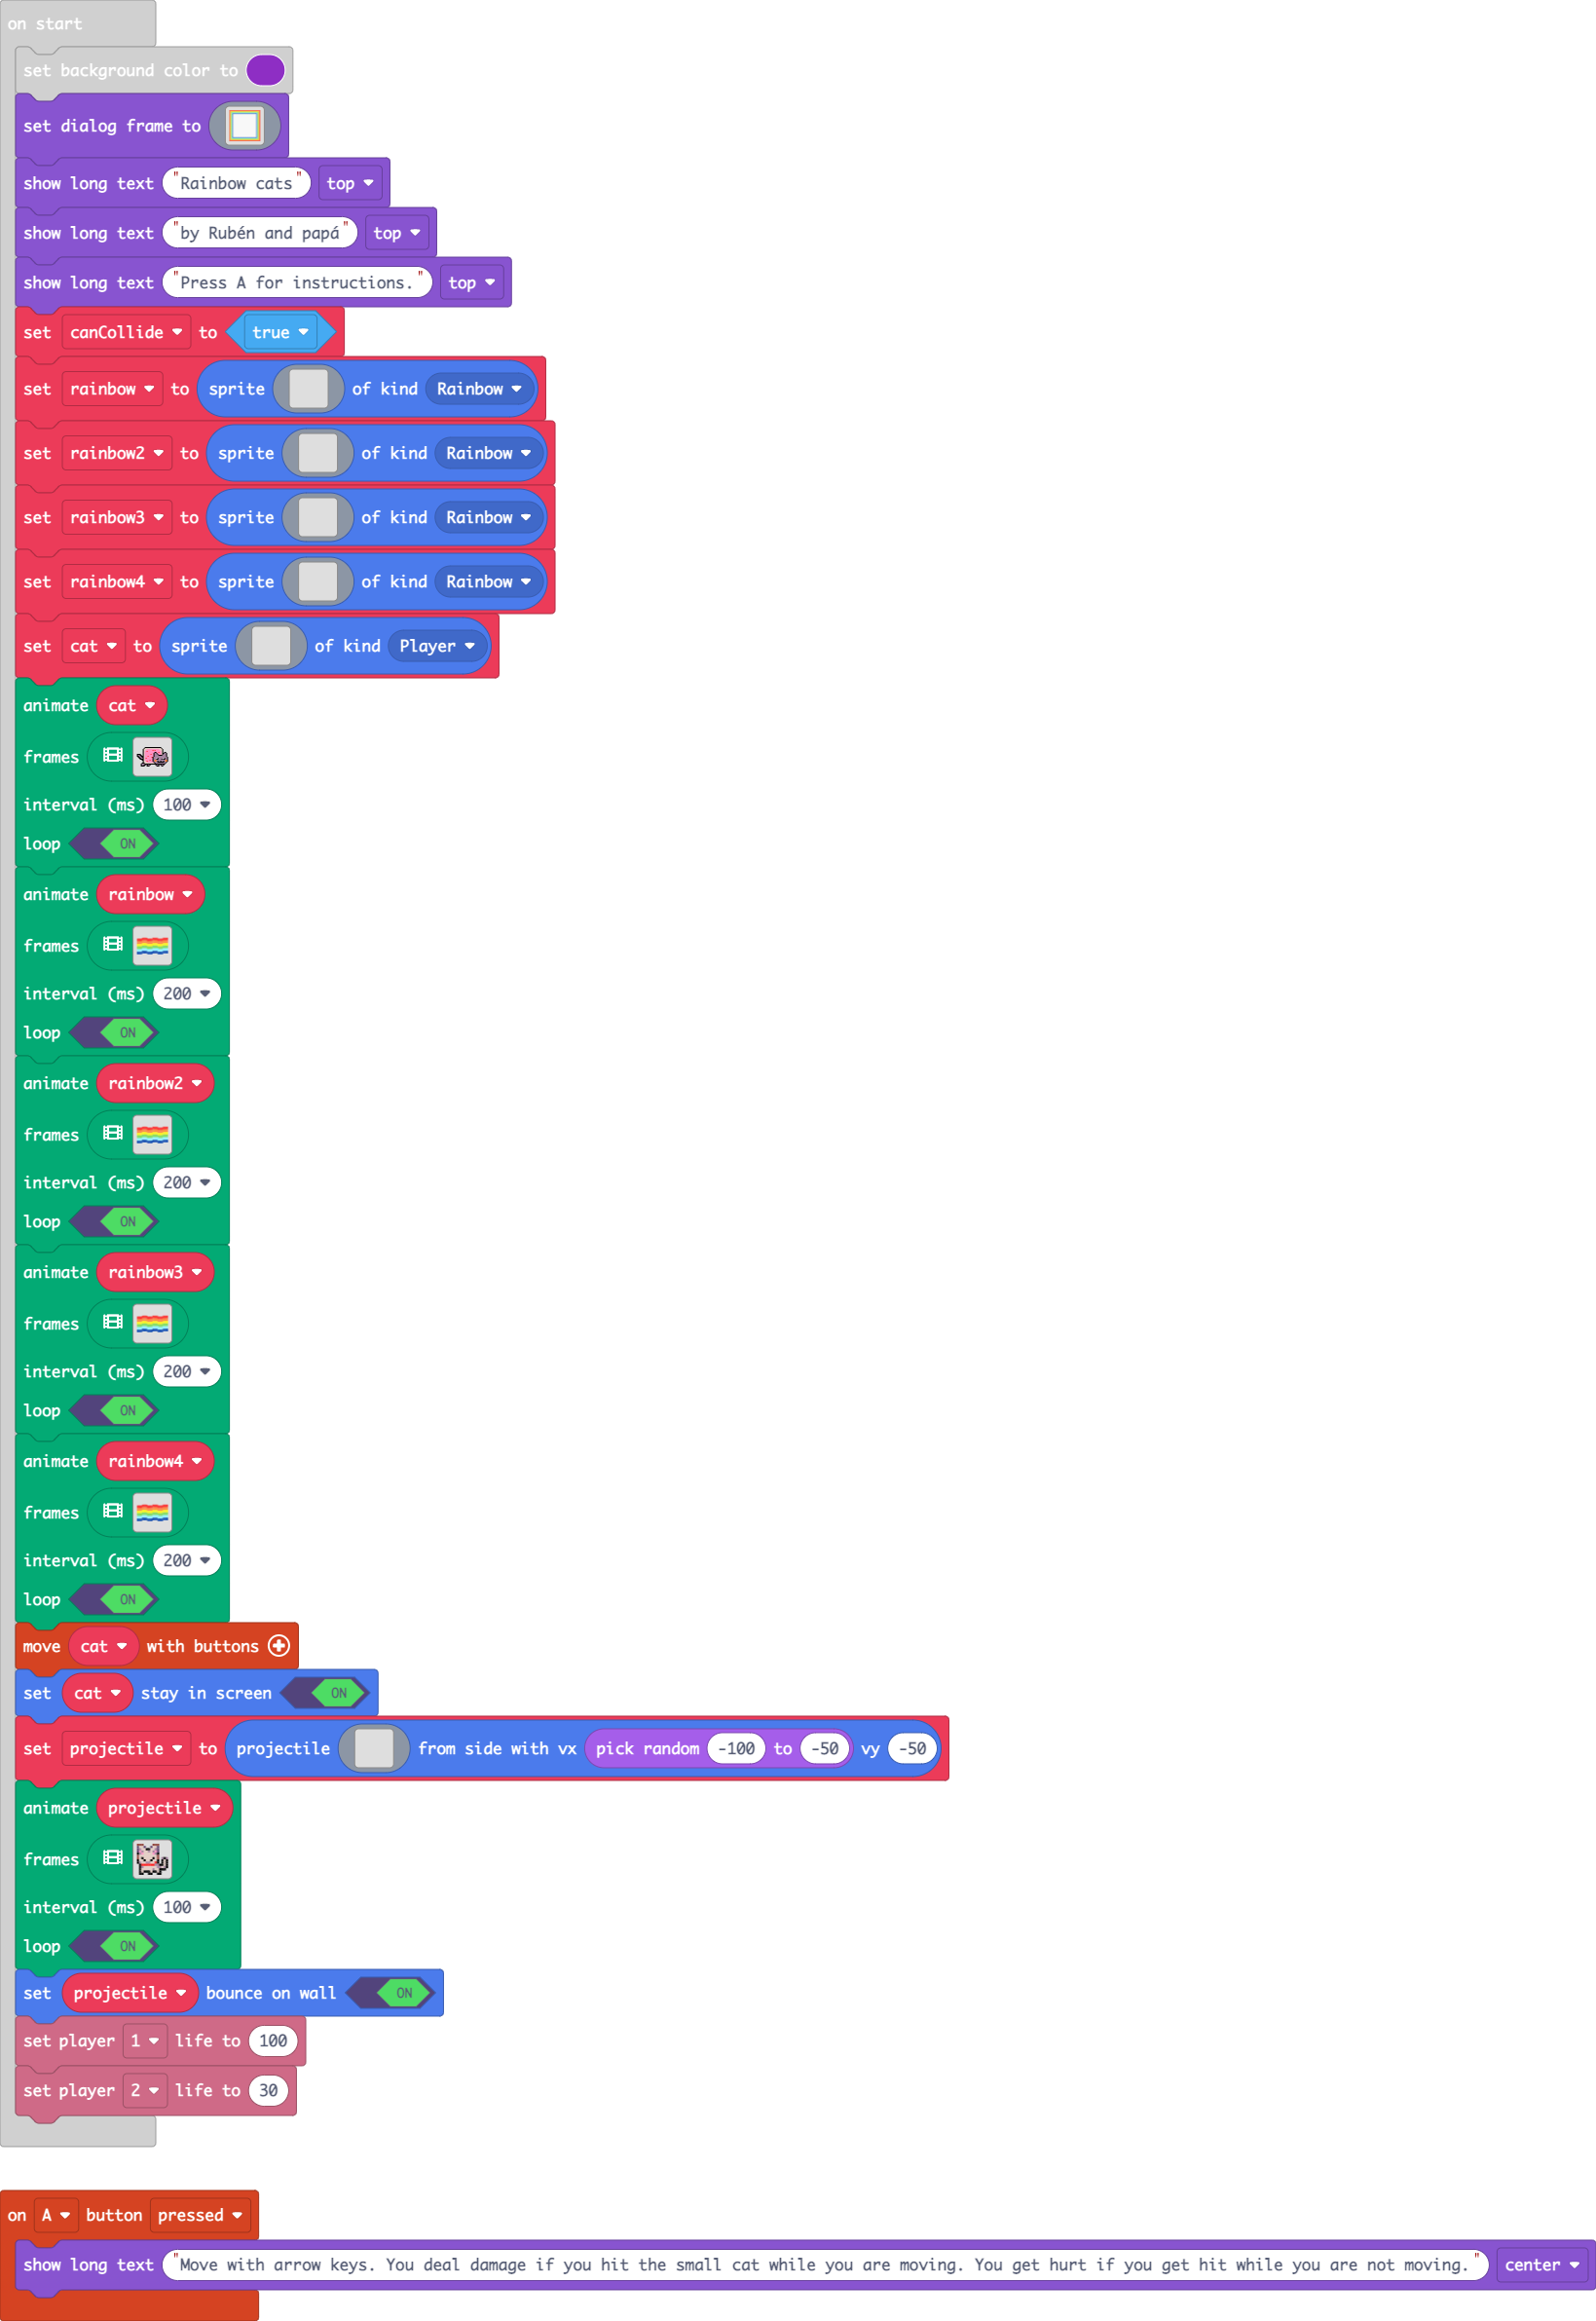 on start
set background color to
set dialog frame to
show long text "Rainbow cats" top
show long text "by Rubén and papá" top
show long text "Press A for instructions." top
set canCollide to true
set rainbow to sprite of kind Rainbow
set rainbow2 to sprite of kind Rainbow
set rainbow3 to sprite of kind Rainbow
set rainbow4 to sprite of kind Rainbow
set cat to sprite of kind Player
animate cat
frames
interval (ms) 100
loop ON
animate rainbow
frames
interval (ms) 200
loop ON
animate rainbow2
frames
interval (ms) 200
loop ON
animate rainbow3
frames
interval (ms) 200
loop ON
animate rainbow4
frames
interval (ms) 200
loop ON
move cat with buttons
set cat stay in screen ON
set projectile to projectile from side with vx pick random -100 to -50 vy -50
animate projectile
frames
interval (ms) 100
loop ON
set projectile bounce on wall ON
set player 1 life to 100
set player 2 life to 30
on A button pressed
show long text "Move with arrow keys. You deal damage if you hit the small cat while you are moving. You get hurt if you get hit while you are not moving." center